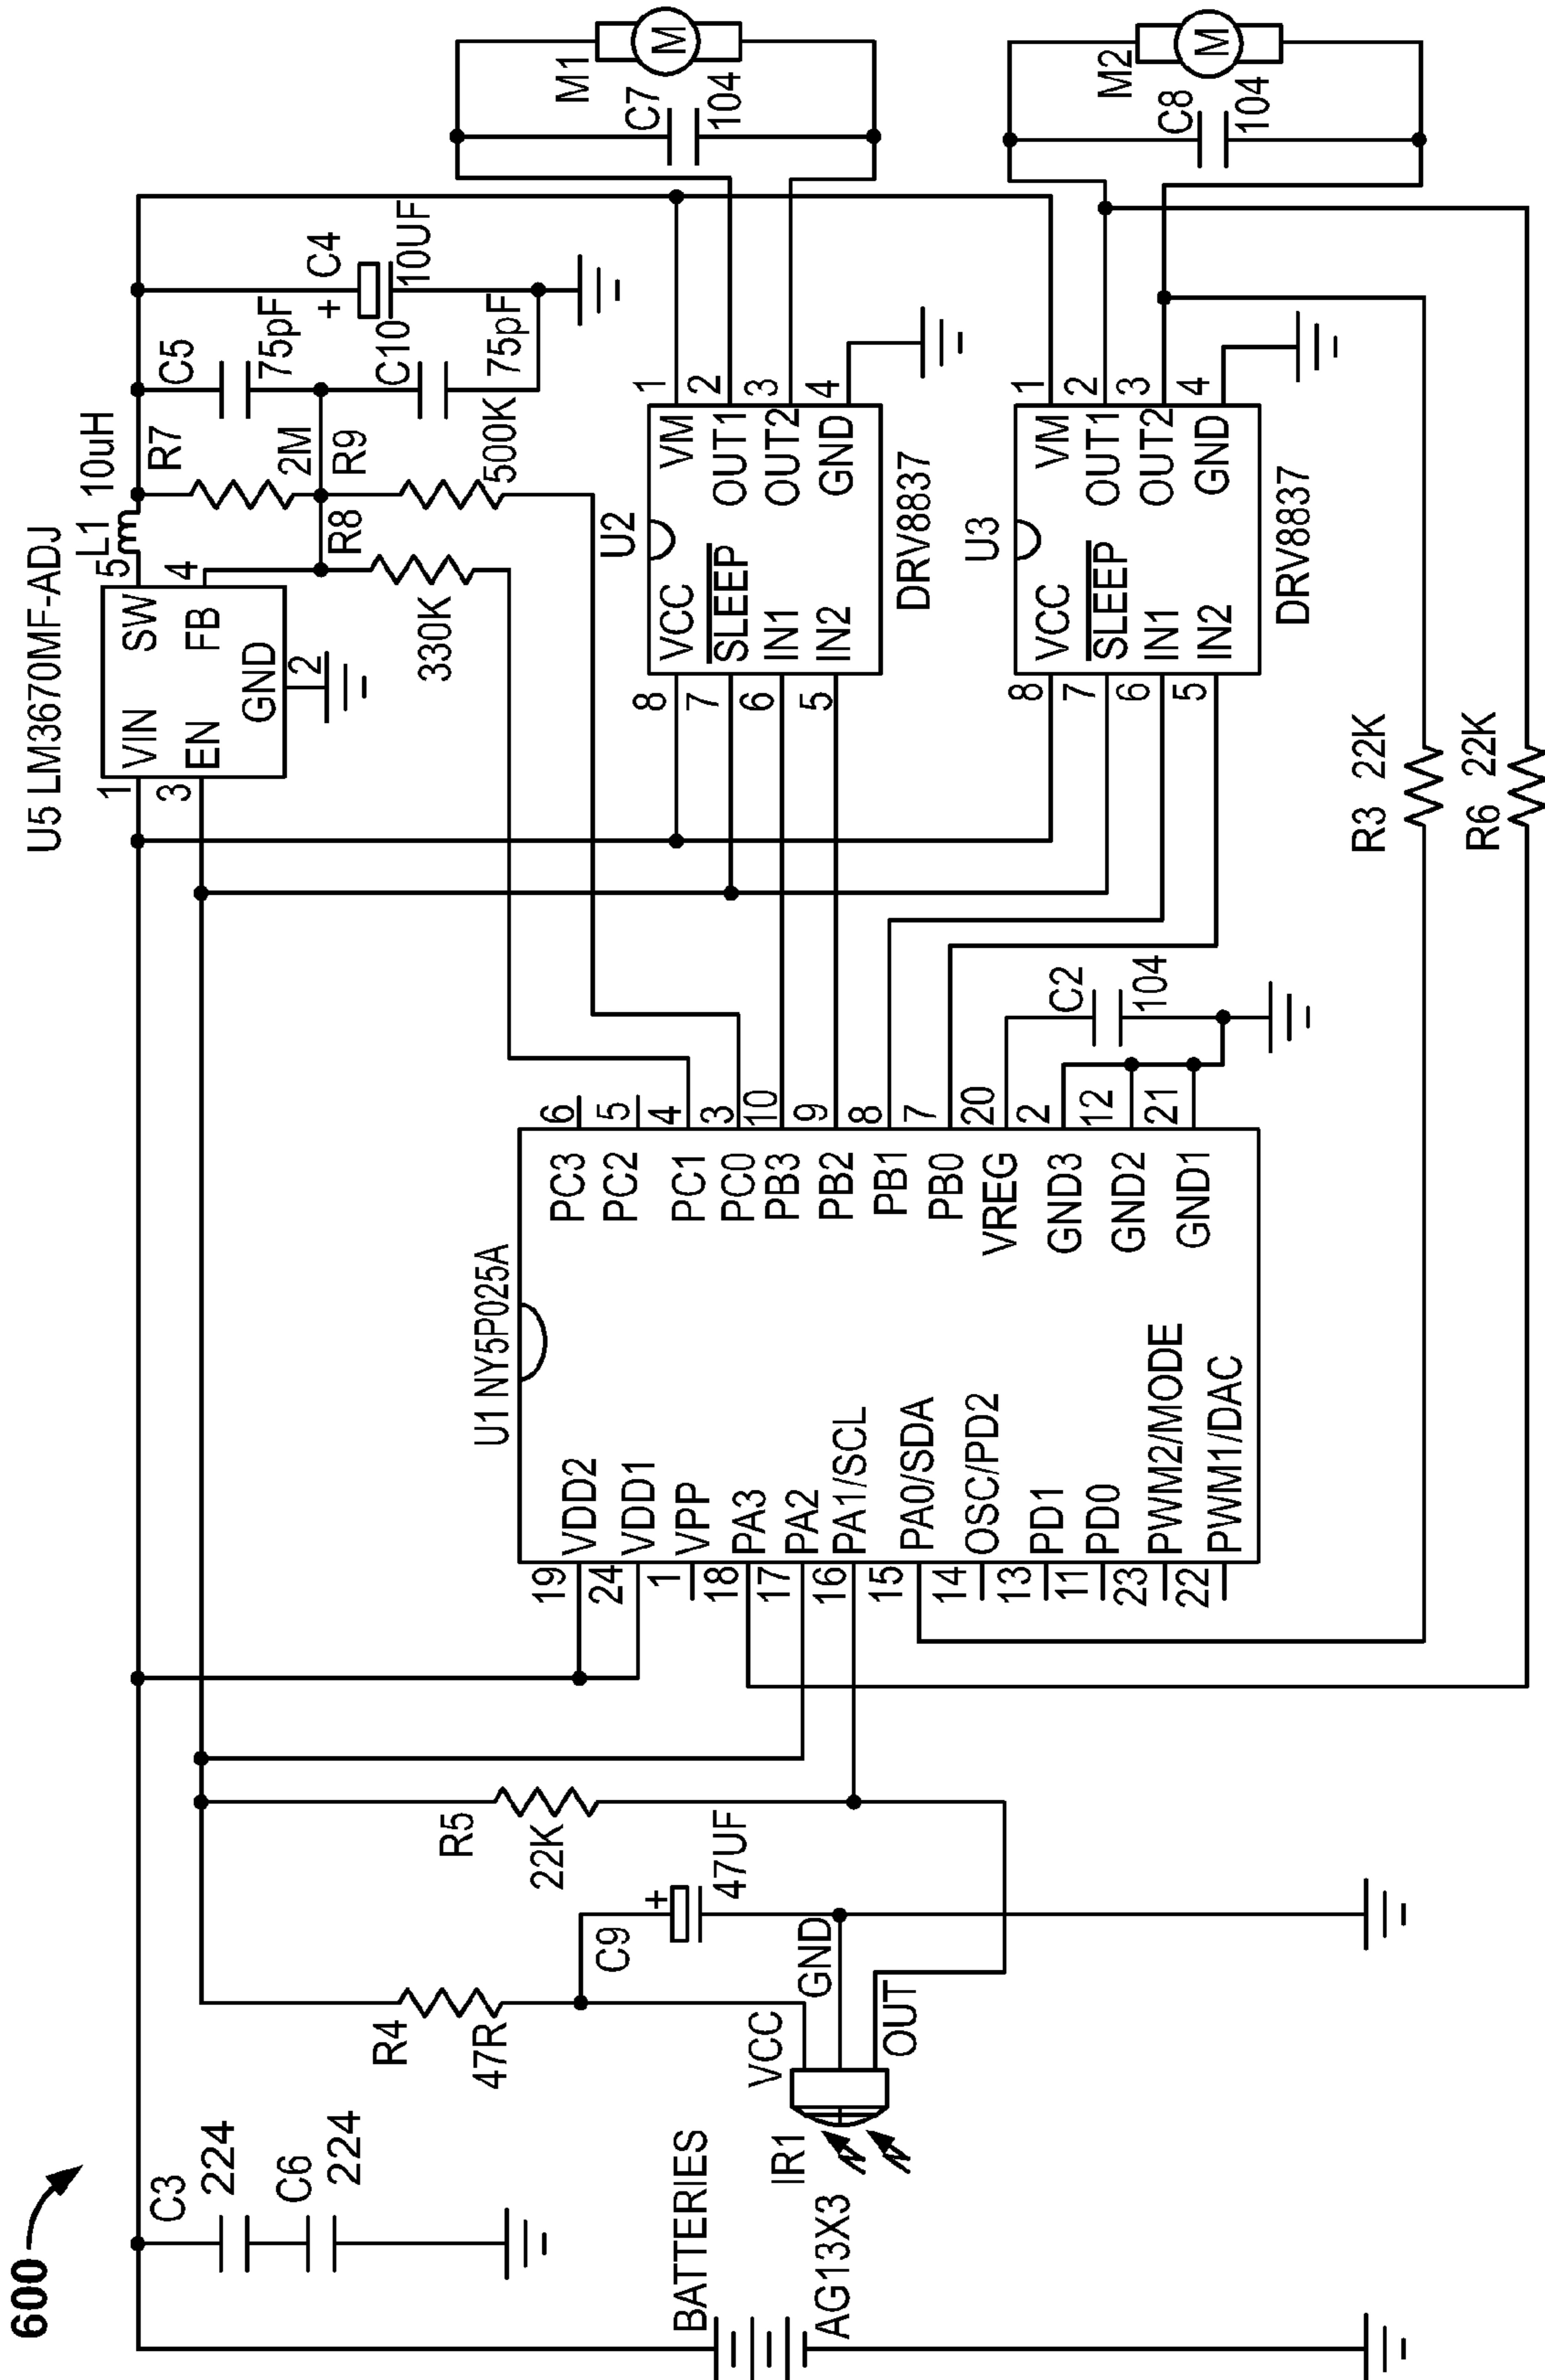 600
C3
224
C6
224
BATTERIES
AG13X3
R4
47R
C9
+
47UF
R5
22K
IR1
VCC
GND
OUT
U1 NY5P025A
19 VDD2
24 VDD1
1 VPP
18 PA3
17 PA2
16 PA1/SCL
15 PA0/SDA
14 OSC/PD2
13 PD1
11 PD0
23 PWM2/MODE
22 PWM1/DAC
PC3 6
PC2 5
PC1 4
PC0 3
PB3 10
PB2 9
PB1 8
PB0 7
VREG 20
GND3 2
GND2 12
GND1 21
C2
104
U5 LM3670MF-ADJ
1 VIN
3 EN
SW 5
FB 4
GND
2
L1 10uH
R7
2M
R8
330K
R9
500K
C5
75pF
C10
75pF
C4
+
10UF
U2
8 VCC
7 SLEEP
6 IN1
5 IN2
VM 1
OUT1 2
OUT2 3
GND 4
DRV8837
U3
8 VCC
7 SLEEP
6 IN1
5 IN2
VM 1
OUT1 2
OUT2 3
GND 4
DRV8837
M1
M
C7
104
M2
M
C8
104
R3 22K
R6 22K